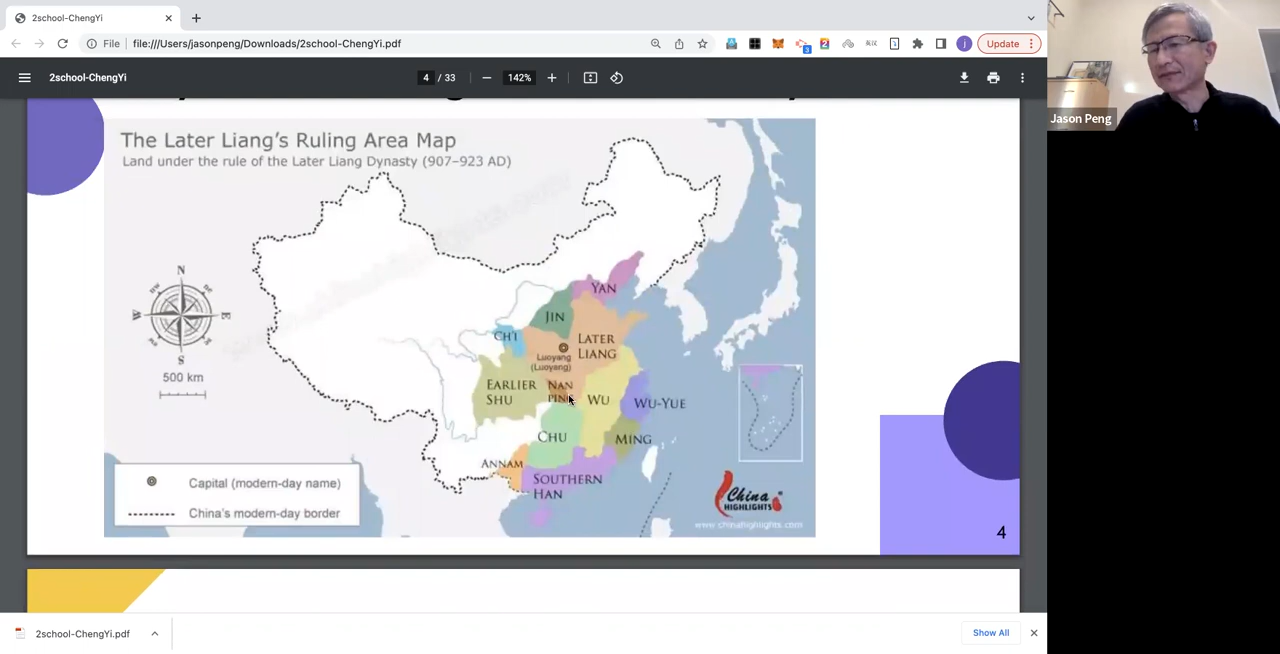 2school-ChengYi
File
file:///Users/jasonpeng/Downloads/2school-ChengYi.pdf
Update
2school-ChengYi
4 / 33
142%
Jason Peng
The Later Liang's Ruling Area Map
Land under the rule of the Later Liang Dynasty (907–923 AD)
N
W
E
S
500 km
YAN
JIN
CH'I
LATER
LIANG
Luoyang
(Luoyang)
EARLIER
SHU
NAN
PING
WU
WU-YUE
CHU
MING
ANNAM
SOUTHERN
HAN
Capital (modern-day name)
China's modern-day border
China
HIGHLIGHTS
www.chinahighlights.com
4
2school-ChengYi.pdf
Show All